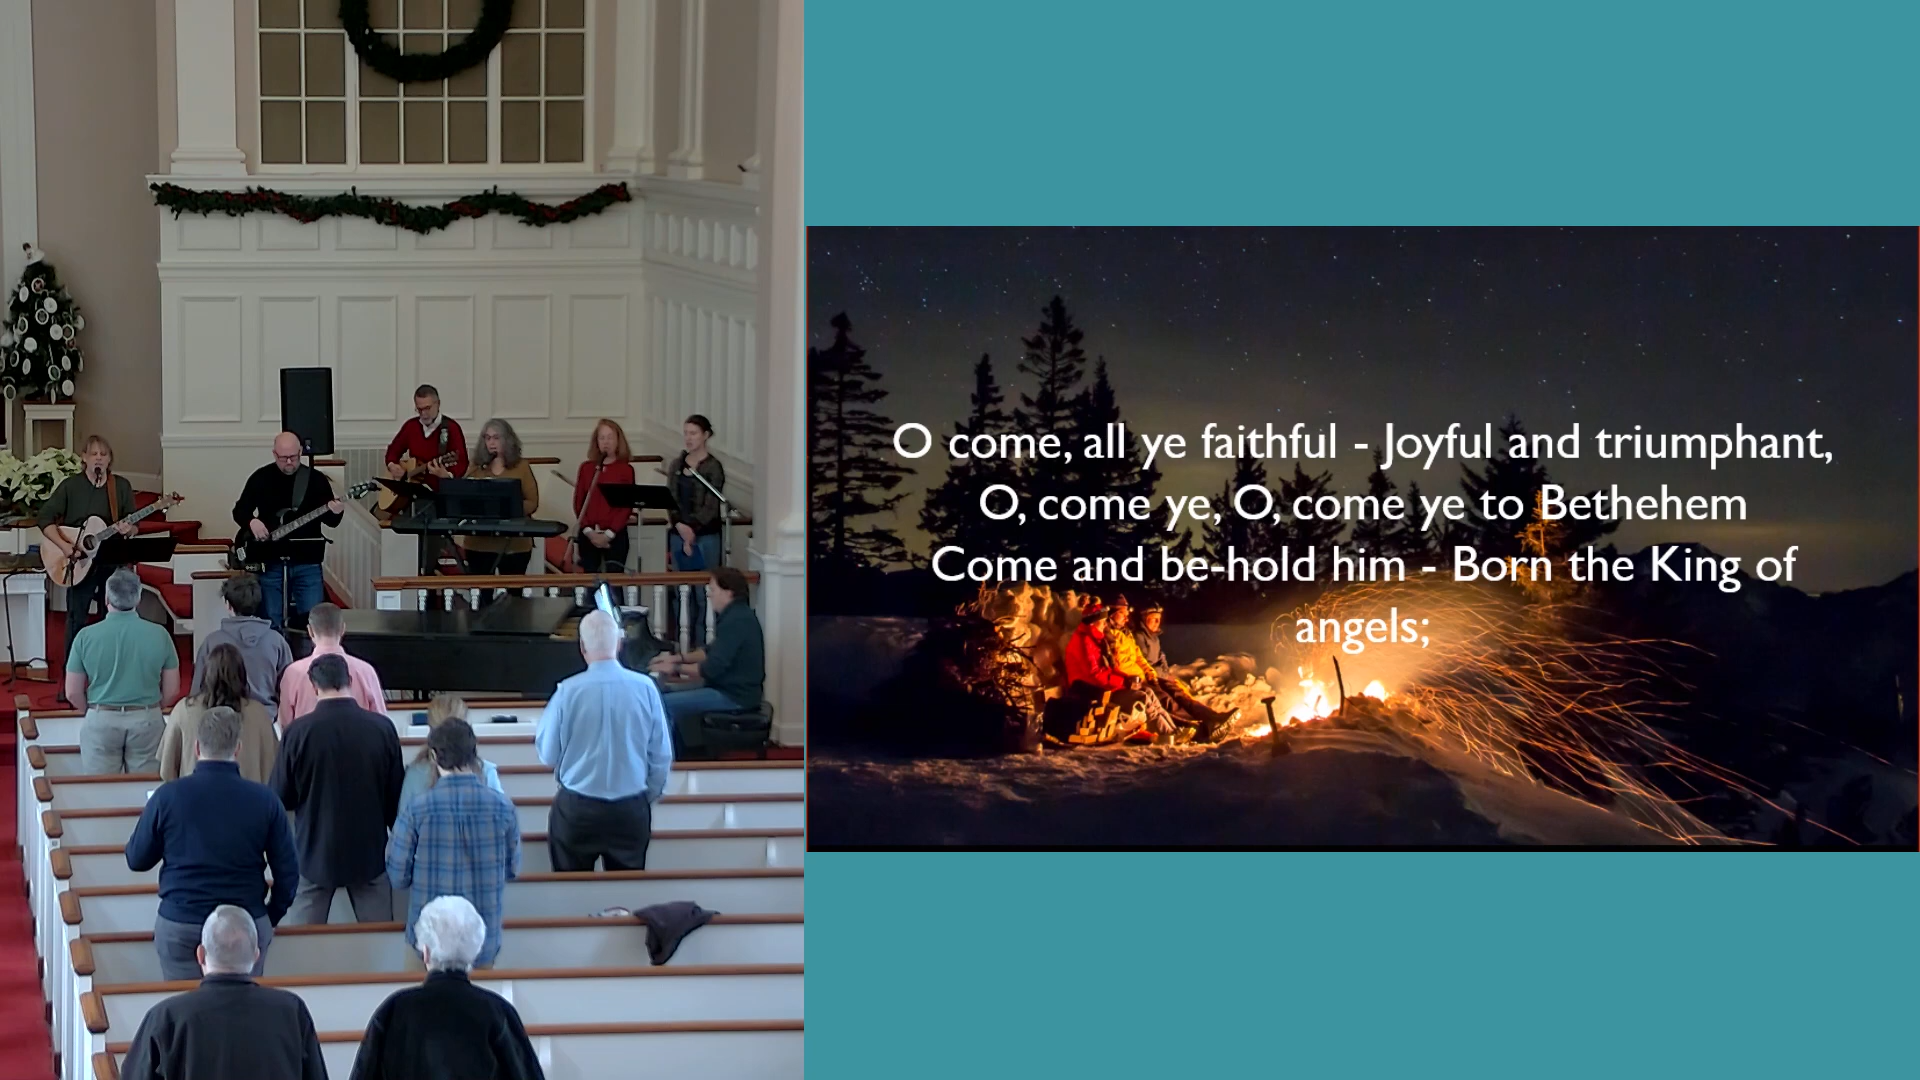 O come, all ye faithful - Joyful and triumphant,
O, come ye, O, come ye to Bethehem
Come and be-hold him - Born the King of
angels;